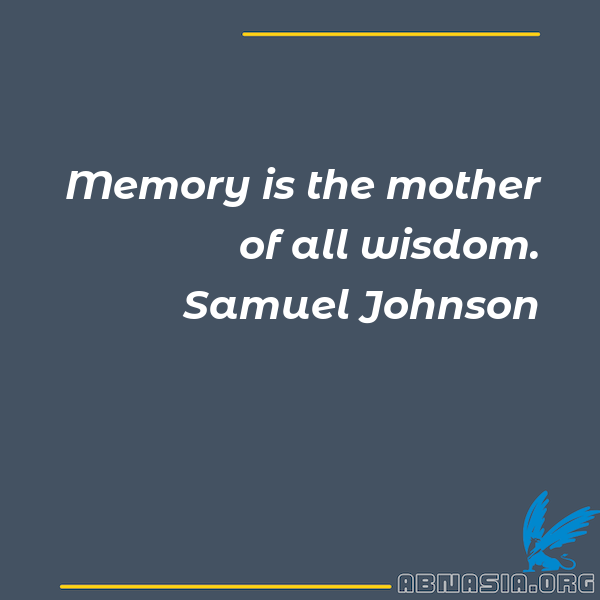 Memory is the mother
of all wisdom.
Samuel Johnson
ABNASIA.ORG